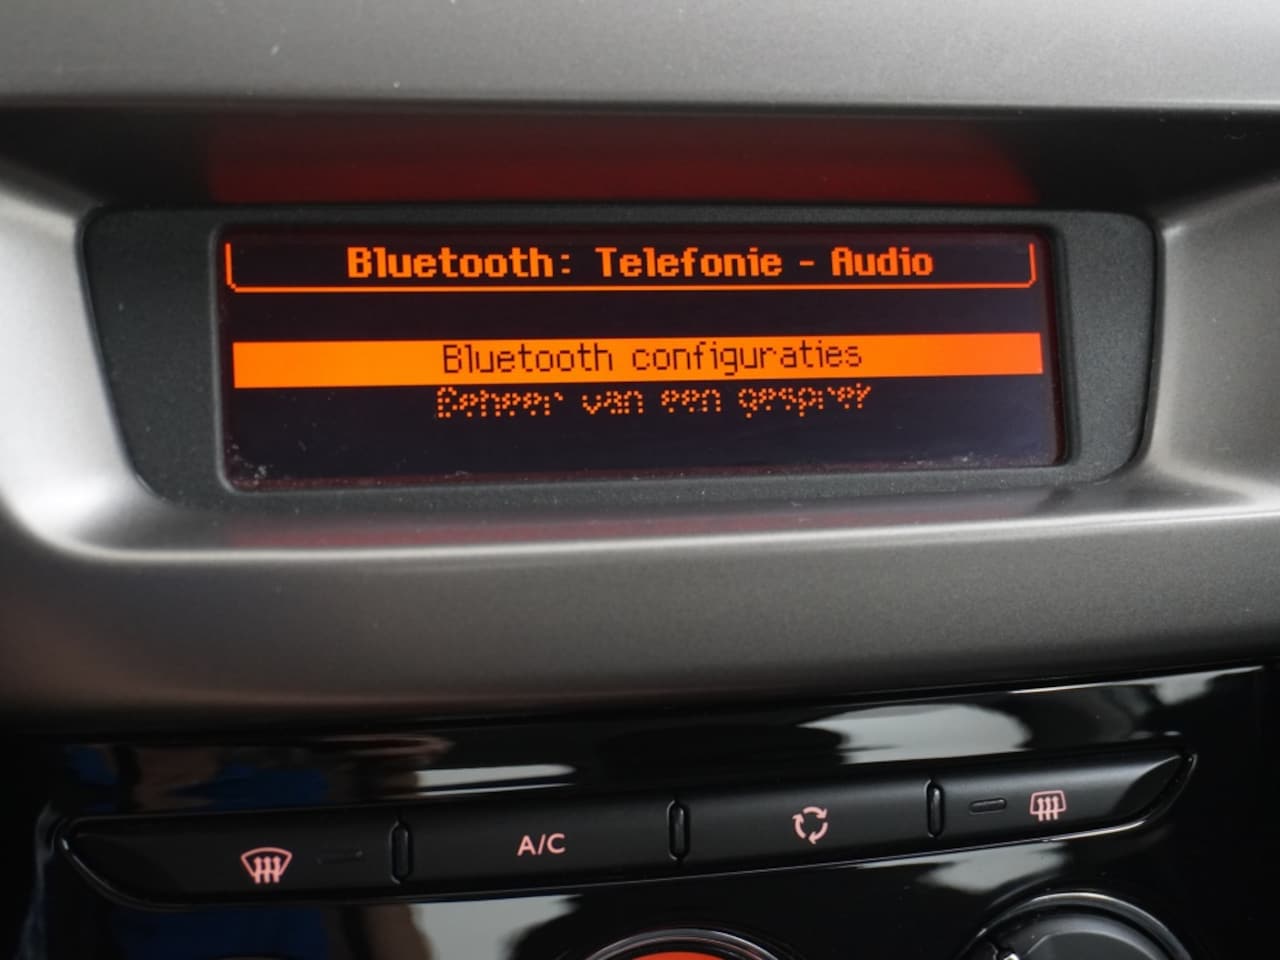 Bluetooth: Telefonie - Audio
Bluetooth configuraties
Beheer van een gesprek
A/C